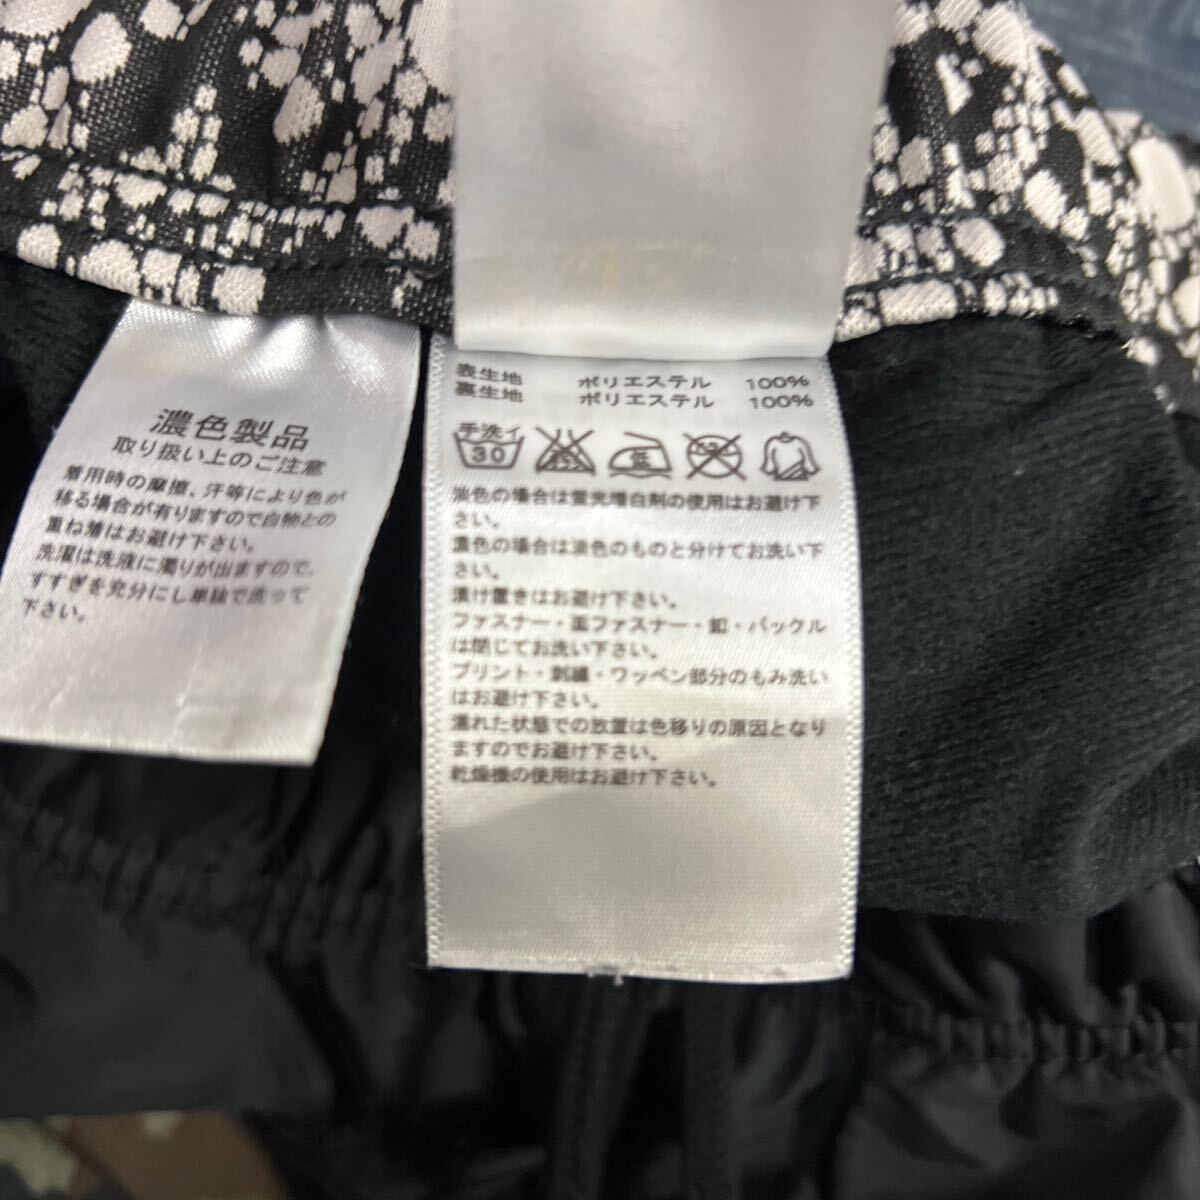 濃色製品
取り扱い上のご注意
着用時の摩擦、汗等により色が
移る場合が有りますので白物との
重ね着はお避け下さい。
洗濯は洗液に濁りが出ますので、
すすぎを充分にし単独で洗って
下さい。
表生地 ポリエステル 100%
裏生地 ポリエステル 100%
手洗イ
30
低
淡色の場合は蛍光増白剤の使用はお避け下
さい。
濃色の場合は淡色のものと分けてお洗い下
さい。
漬け置きはお避け下さい。
ファスナー・面ファスナー・釦・バックル
は閉じてお洗い下さい。
プリント・刺繍・ワッペン部分のもみ洗い
はお避け下さい。
濡れた状態での放置は色移りの原因となり
ますのでお避け下さい。
乾燥機の使用はお避け下さい。